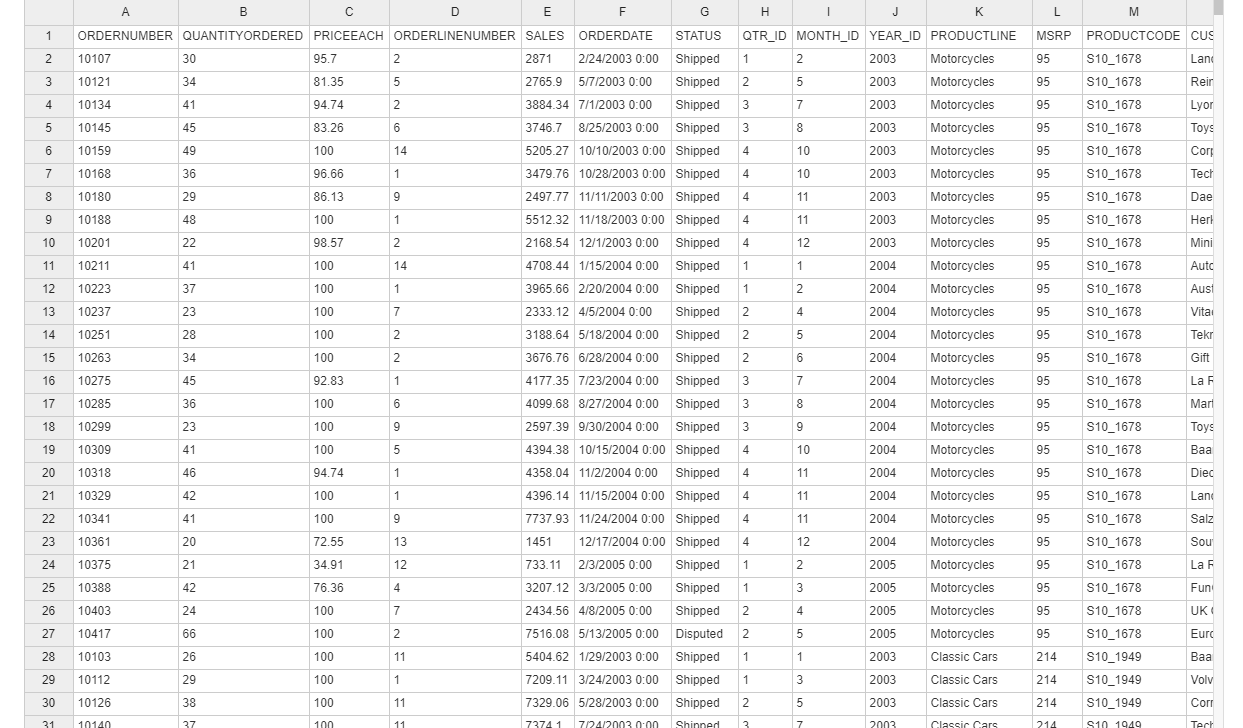 A B C D E F G H I J K L M
1 ORDERNUMBER QUANTITYORDERED PRICEEACH ORDERLINENUMBER SALES ORDERDATE STATUS QTR_ID MONTH_ID YEAR_ID PRODUCTLINE MSRP PRODUCTCODE CUS
2 10107 30 95.7 2 2871 2/24/2003 0:00 Shipped 1 2 2003 Motorcycles 95 S10_1678 Land
3 10121 34 81.35 5 2765.9 5/7/2003 0:00 Shipped 2 5 2003 Motorcycles 95 S10_1678 Reim
4 10134 41 94.74 2 3884.34 7/1/2003 0:00 Shipped 3 7 2003 Motorcycles 95 S10_1678 Lyon
5 10145 45 83.26 6 3746.7 8/25/2003 0:00 Shipped 3 8 2003 Motorcycles 95 S10_1678 Toys
6 10159 49 100 14 5205.27 10/10/2003 0:00 Shipped 4 10 2003 Motorcycles 95 S10_1678 Corp
7 10168 36 96.66 1 3479.76 10/28/2003 0:00 Shipped 4 10 2003 Motorcycles 95 S10_1678 Tech
8 10180 29 86.13 9 2497.77 11/11/2003 0:00 Shipped 4 11 2003 Motorcycles 95 S10_1678 Dae
9 10188 48 100 1 5512.32 11/18/2003 0:00 Shipped 4 11 2003 Motorcycles 95 S10_1678 Herk
10 10201 22 98.57 2 2168.54 12/1/2003 0:00 Shipped 4 12 2003 Motorcycles 95 S10_1678 Mini
11 10211 41 100 14 4708.44 1/15/2004 0:00 Shipped 1 1 2004 Motorcycles 95 S10_1678 Auto
12 10223 37 100 1 3965.66 2/20/2004 0:00 Shipped 1 2 2004 Motorcycles 95 S10_1678 Aust
13 10237 23 100 7 2333.12 4/5/2004 0:00 Shipped 2 4 2004 Motorcycles 95 S10_1678 Vita
14 10251 28 100 2 3188.64 5/18/2004 0:00 Shipped 2 5 2004 Motorcycles 95 S10_1678 Tekn
15 10263 34 100 2 3676.76 6/28/2004 0:00 Shipped 2 6 2004 Motorcycles 95 S10_1678 Gift
16 10275 45 92.83 1 4177.35 7/23/2004 0:00 Shipped 3 7 2004 Motorcycles 95 S10_1678 La R
17 10285 36 100 6 4099.68 8/27/2004 0:00 Shipped 3 8 2004 Motorcycles 95 S10_1678 Mart
18 10299 23 100 9 2597.39 9/30/2004 0:00 Shipped 3 9 2004 Motorcycles 95 S10_1678 Toys
19 10309 41 100 5 4394.38 10/15/2004 0:00 Shipped 4 10 2004 Motorcycles 95 S10_1678 Baa
20 10318 46 94.74 1 4358.04 11/2/2004 0:00 Shipped 4 11 2004 Motorcycles 95 S10_1678 Diec
21 10329 42 100 1 4396.14 11/15/2004 0:00 Shipped 4 11 2004 Motorcycles 95 S10_1678 Land
22 10341 41 100 9 7737.93 11/24/2004 0:00 Shipped 4 11 2004 Motorcycles 95 S10_1678 Salz
23 10361 20 72.55 13 1451 12/17/2004 0:00 Shipped 4 12 2004 Motorcycles 95 S10_1678 Sou
24 10375 21 34.91 12 733.11 2/3/2005 0:00 Shipped 1 2 2005 Motorcycles 95 S10_1678 La R
25 10388 42 76.36 4 3207.12 3/3/2005 0:00 Shipped 1 3 2005 Motorcycles 95 S10_1678 Fun
26 10403 24 100 7 2434.56 4/8/2005 0:00 Shipped 2 4 2005 Motorcycles 95 S10_1678 UK
27 10417 66 100 2 7516.08 5/13/2005 0:00 Disputed 2 5 2005 Motorcycles 95 S10_1678 Euro
28 10103 26 100 11 5404.62 1/29/2003 0:00 Shipped 1 1 2003 Classic Cars 214 S10_1949 Baa
29 10112 29 100 1 7209.11 3/24/2003 0:00 Shipped 1 3 2003 Classic Cars 214 S10_1949 Volv
30 10126 38 100 11 7329.06 5/28/2003 0:00 Shipped 2 5 2003 Classic Cars 214 S10_1949 Corr
31 10140 37 100 11 7374.1 7/24/2003 0:00 Shipped 3 7 2003 Classic Cars 214 S10_1949 Tech